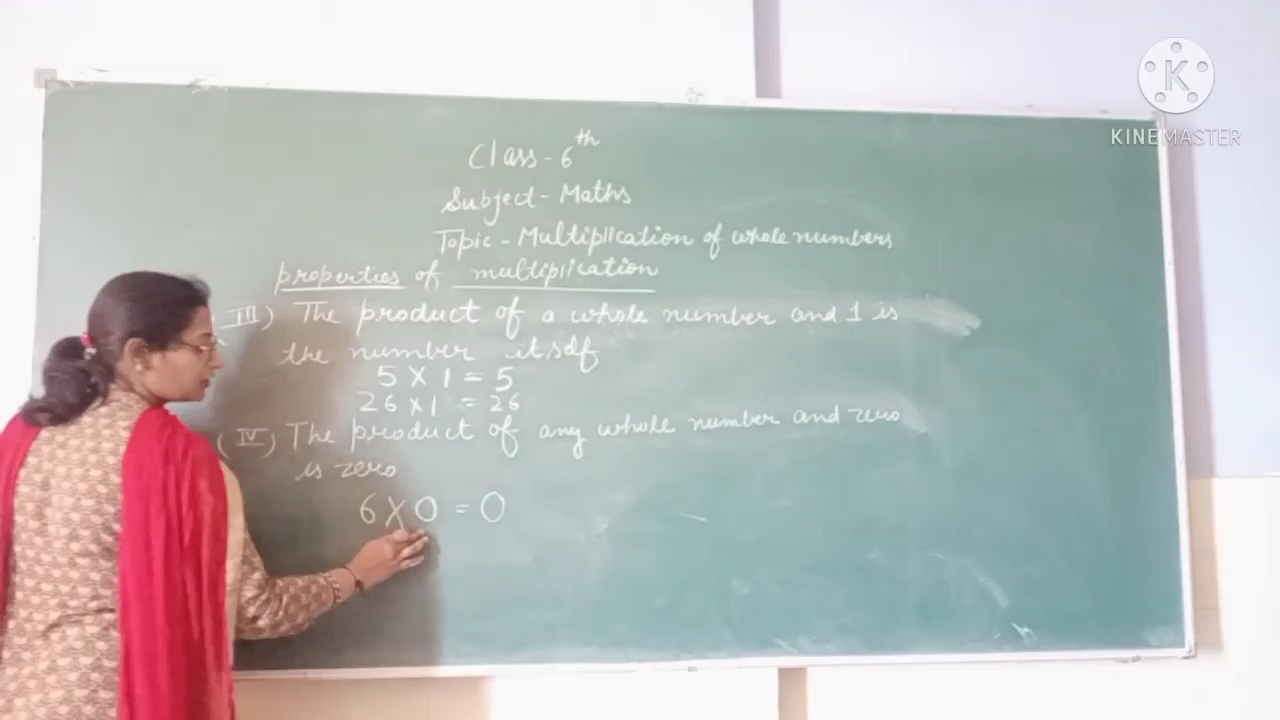 K
KINEMASTER
Class-6th
Subject-Maths
Topic-Multiplication of whole numbers
properties of multiplication
(III) The product of a whole number and 1 is
the number itself
5 X 1 = 5
26 X 1 = 26
(IV) The product of any whole number and zero
is zero
6 X 0 = 0